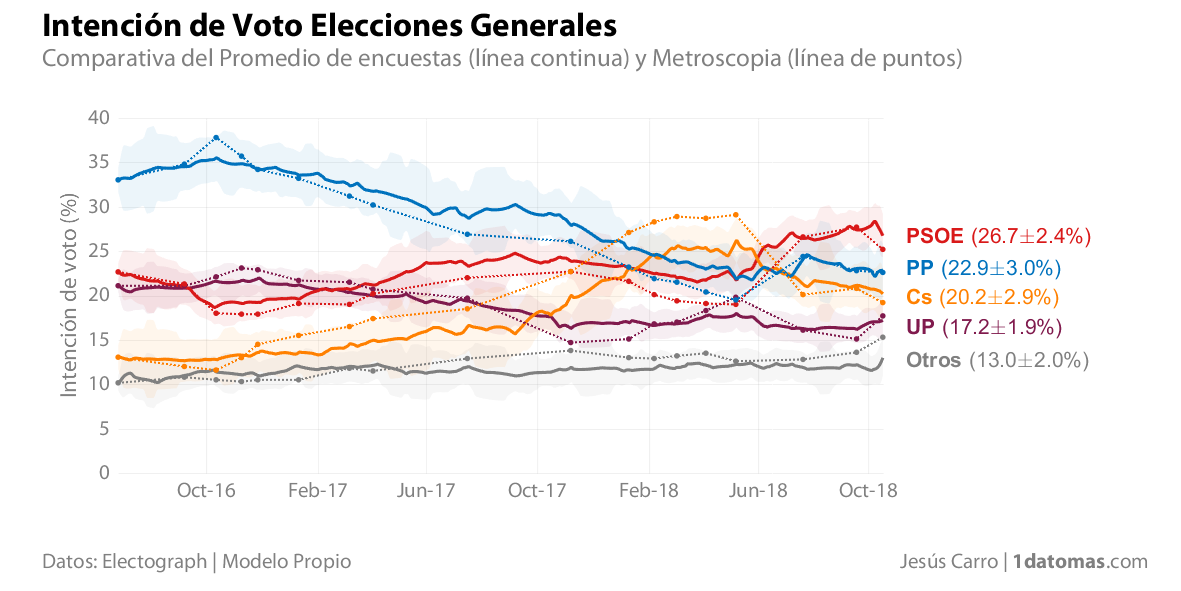 Intención de Voto Elecciones Generales
Comparativa del Promedio de encuestas (línea continua) y Metroscopia (línea de puntos)
Intención de voto (%)
40
35
30
25
20
15
10
5
0
Oct-16 Feb-17 Jun-17 Oct-17 Feb-18 Jun-18 Oct-18
PSOE (26.7±2.4%)
PP (22.9±3.0%)
Cs (20.2±2.9%)
UP (17.2±1.9%)
Otros (13.0±2.0%)
Datos: Electograph | Modelo Propio
Jesús Carro | 1datomas.com